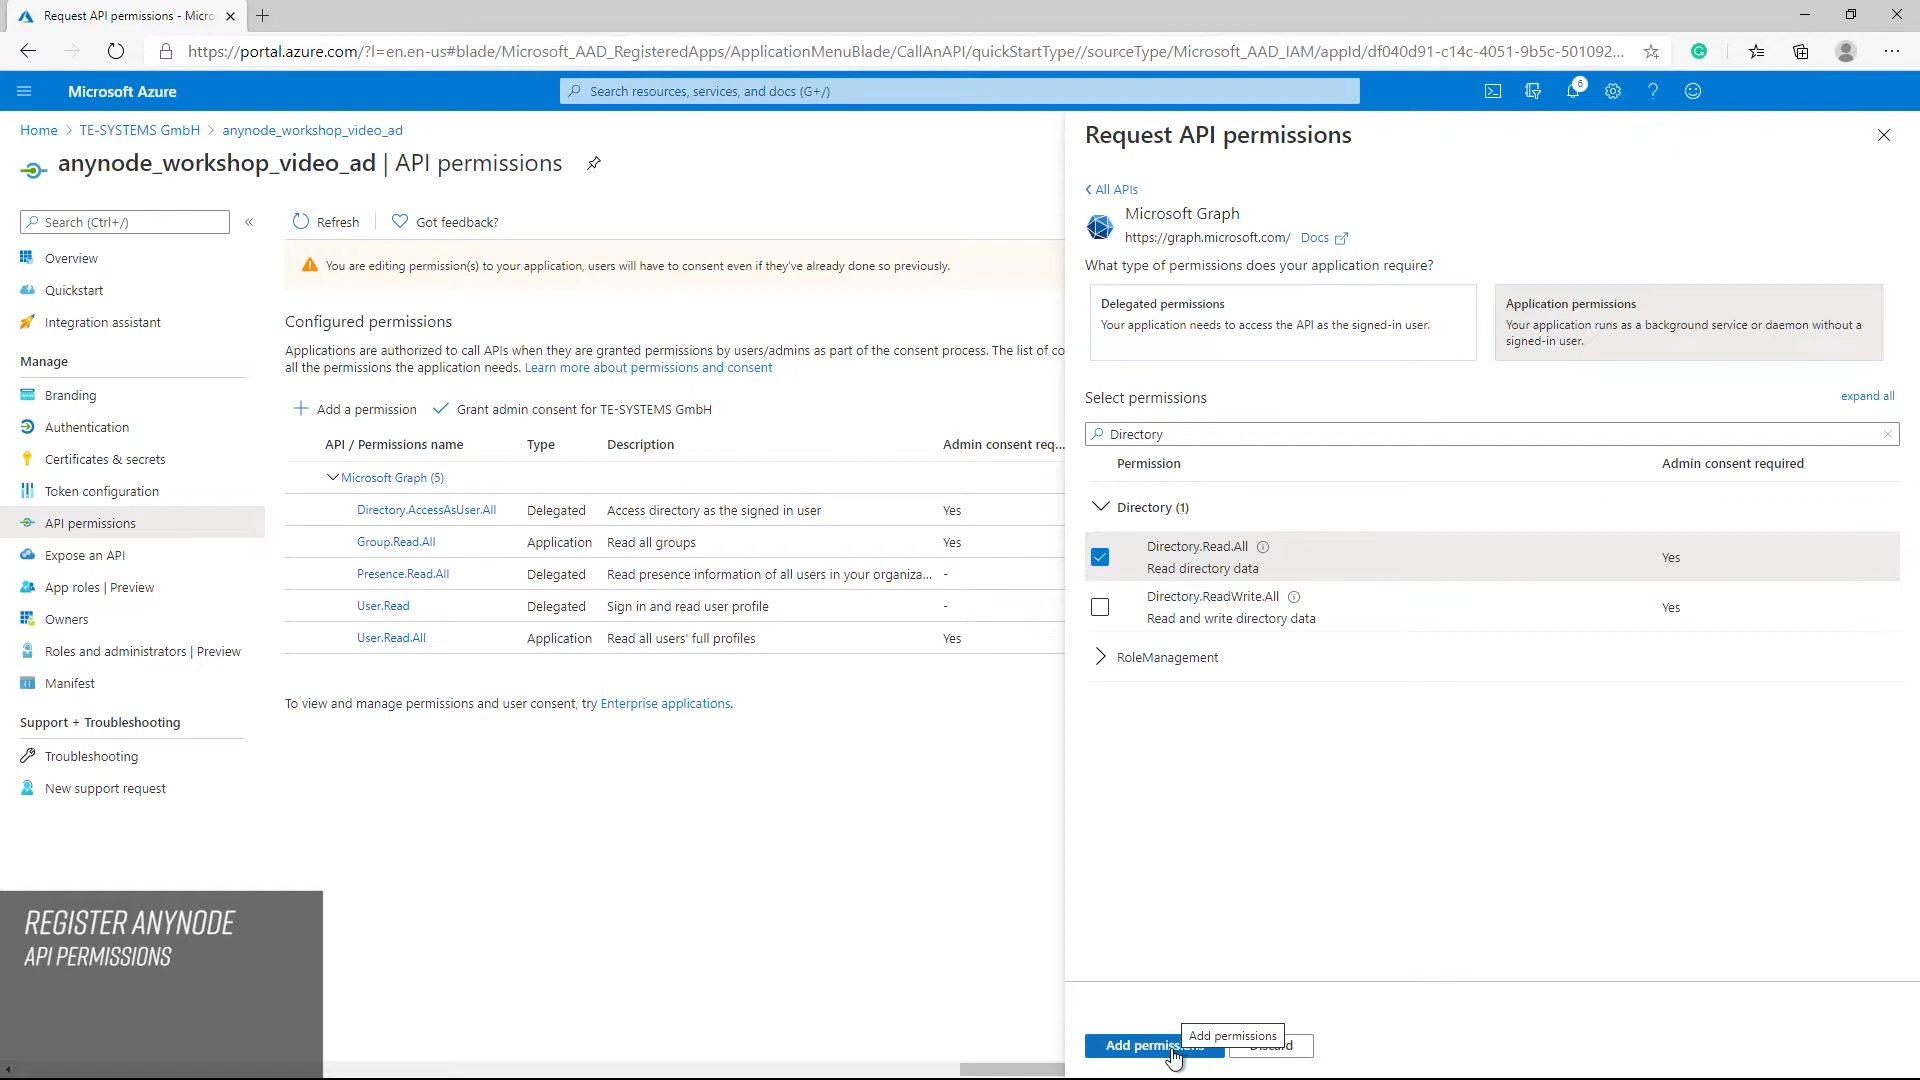 Request API permissions - Micro
https://portal.azure.com/?l=en.en-us#blade/Microsoft_AAD_RegisteredApps/ApplicationMenuBlade/CallAnAPI/quickStartType//sourceType/Microsoft_AAD_IAM/appId/df040d91-c14c-4051-9b5c-501092...
Microsoft Azure
Search resources, services, and docs (G+/)
6
Home > TE-SYSTEMS GmbH > anynode_workshop_video_ad
anynode_workshop_video_ad | API permissions
Search (Ctrl+/)
Overview
Quickstart
Integration assistant
Manage
Branding
Authentication
Certificates & secrets
Token configuration
API permissions
Expose an API
App roles | Preview
Owners
Roles and administrators | Preview
Manifest
Support + Troubleshooting
Troubleshooting
New support request
Refresh
Got feedback?
You are editing permission(s) to your application, users will have to consent even if they've already done so previously.
Configured permissions
Applications are authorized to call APIs when they are granted permissions by users/admins as part of the consent process. The list of co
all the permissions the application needs. Learn more about permissions and consent
Add a permission
Grant admin consent for TE-SYSTEMS GmbH
API / Permissions name Type Description Admin consent req...
Microsoft Graph (5)
Directory.AccessAsUser.All Delegated Access directory as the signed in user Yes
Group.Read.All Application Read all groups Yes
Presence.Read.All Delegated Read presence information of all users in your organiza... -
User.Read Delegated Sign in and read user profile -
User.Read.All Application Read all users' full profiles Yes
To view and manage permissions and user consent, try Enterprise applications.
Request API permissions
All APIs
Microsoft Graph
https://graph.microsoft.com/ Docs
What type of permissions does your application require?
Delegated permissions
Your application needs to access the API as the signed-in user.
Application permissions
Your application runs as a background service or daemon without a
signed-in user.
Select permissions
expand all
Directory
Permission Admin consent required
Directory (1)
Directory.Read.All
Read directory data
Yes
Directory.ReadWrite.All
Read and write directory data
Yes
RoleManagement
Add permissions
Add
REGISTER ANYNODE
API PERMISSIONS